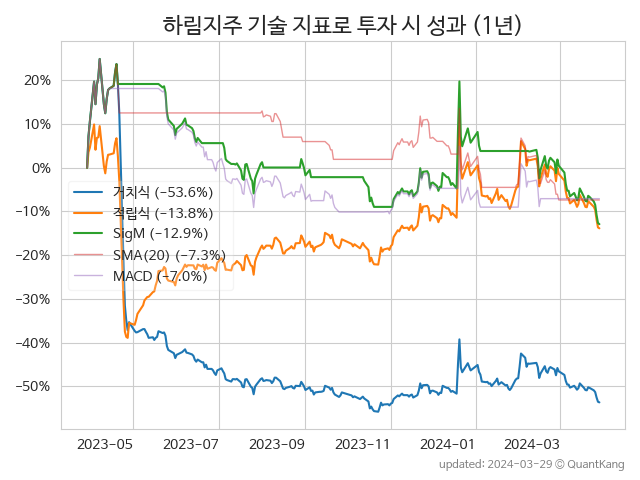 하림지주 기술 지표로 투자 시 성과 (1년)
20%
10%
0%
−10%
−20%
−30%
−40%
−50%
거치식 (−53.6%)
적립식 (−13.8%)
SigM (−12.9%)
SMA(20) (−7.3%)
MACD (−7.0%)
2023-05
2023-07
2023-09
2023-11
2024-01
2024-03
updated: 2024-03-29 © QuantKang